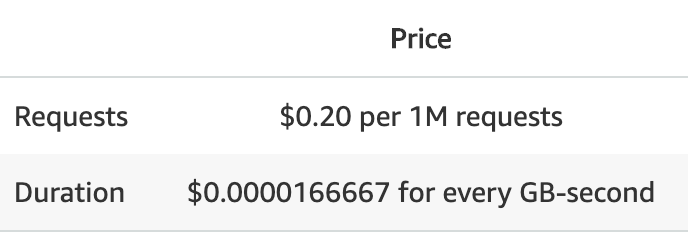 Price
Requests $0.20 per 1M requests
Duration $0.0000166667 for every GB-second